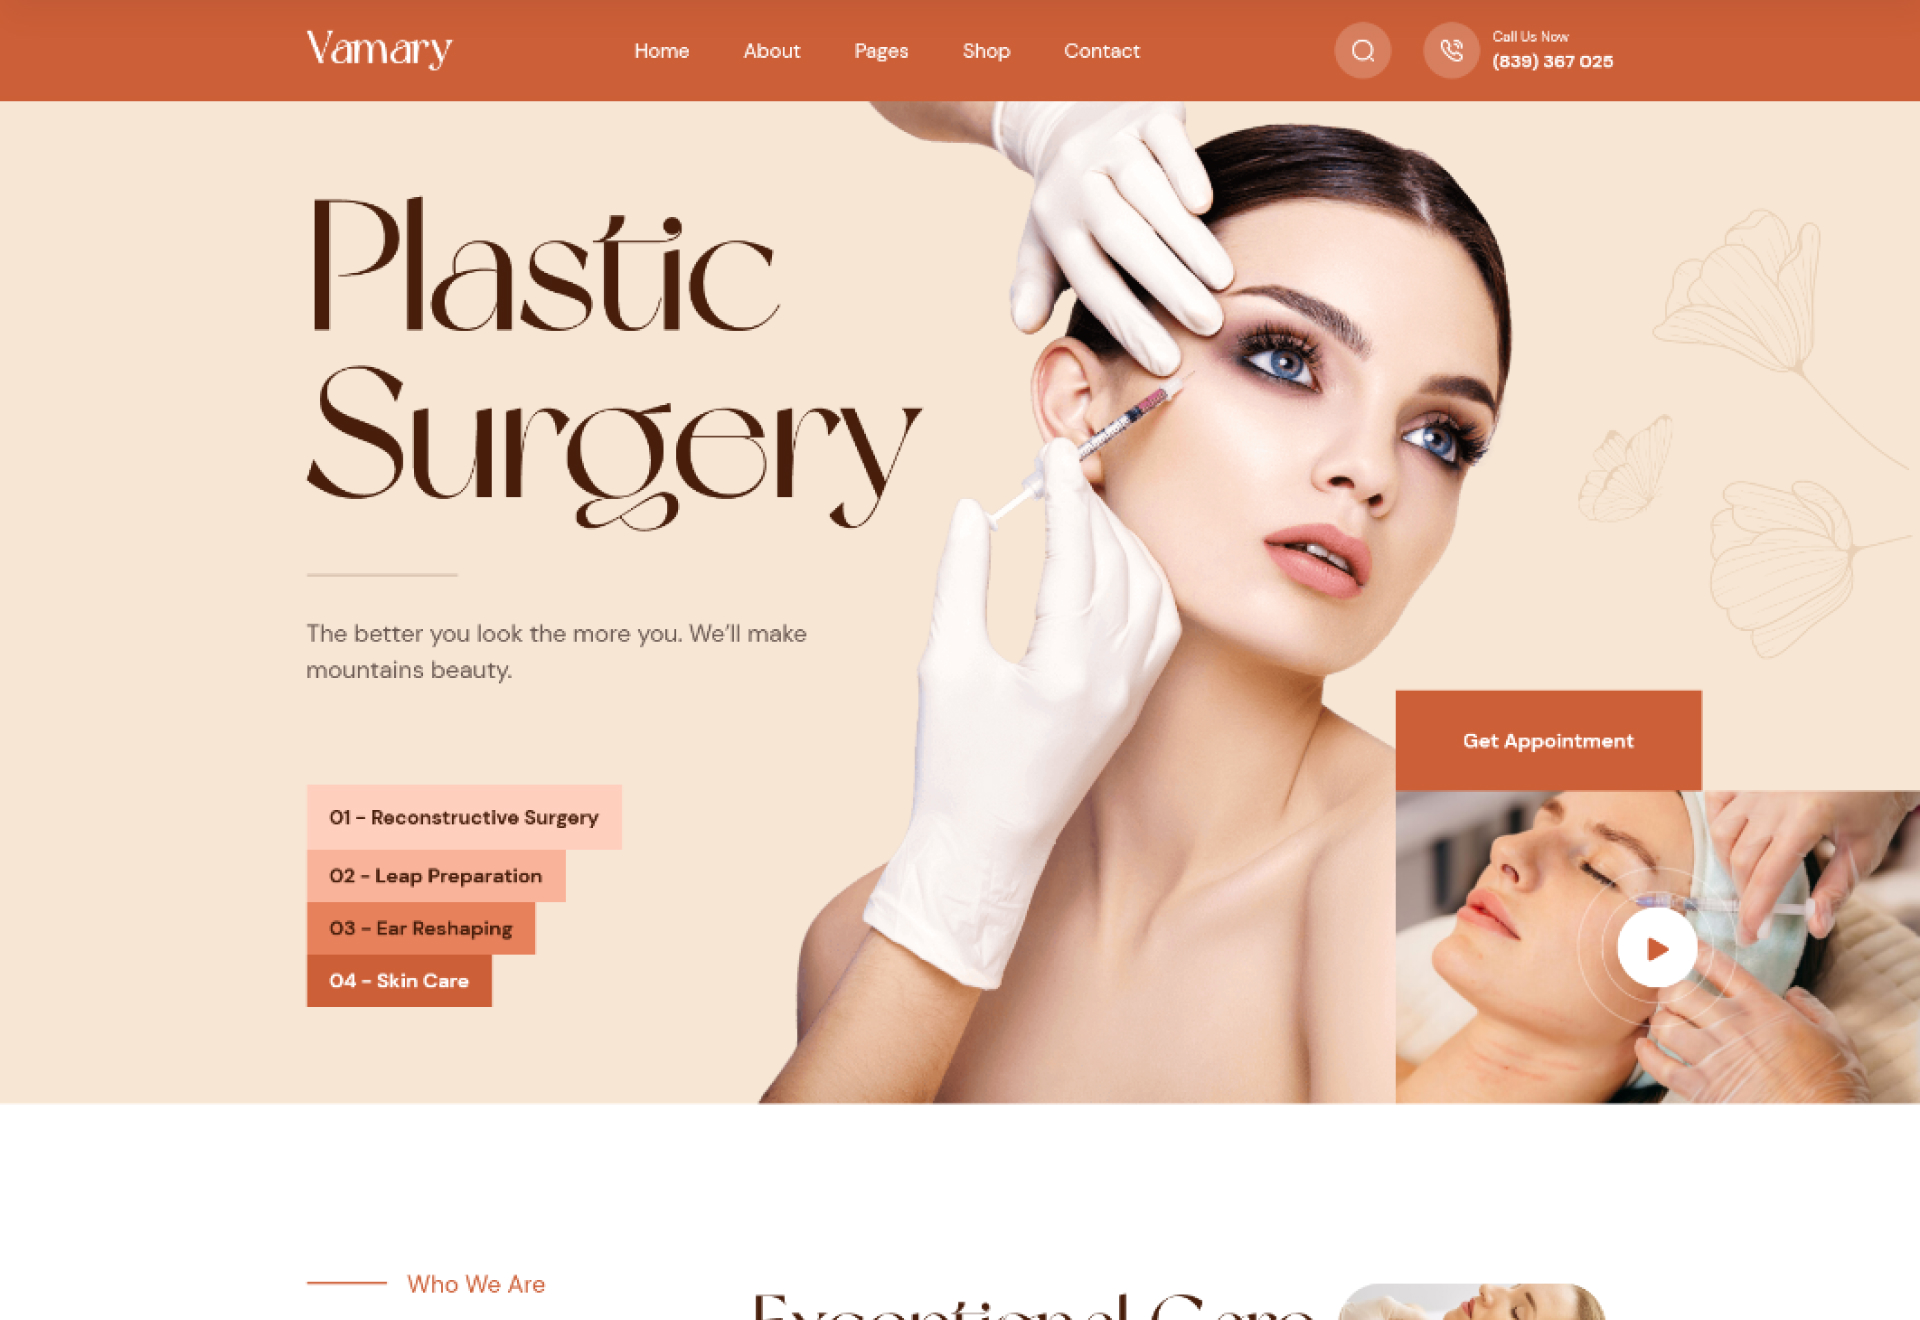 Vamary
Home About Pages Shop Contact
Call Us Now
(839) 367 025
Plastic
Surgery
The better you look the more you. We'll make
mountains beauty.
Get Appointment
01 - Reconstructive Surgery
02 - Leap Preparation
03 - Ear Reshaping
04 - Skin Care
Who We Are
Exceptional Care